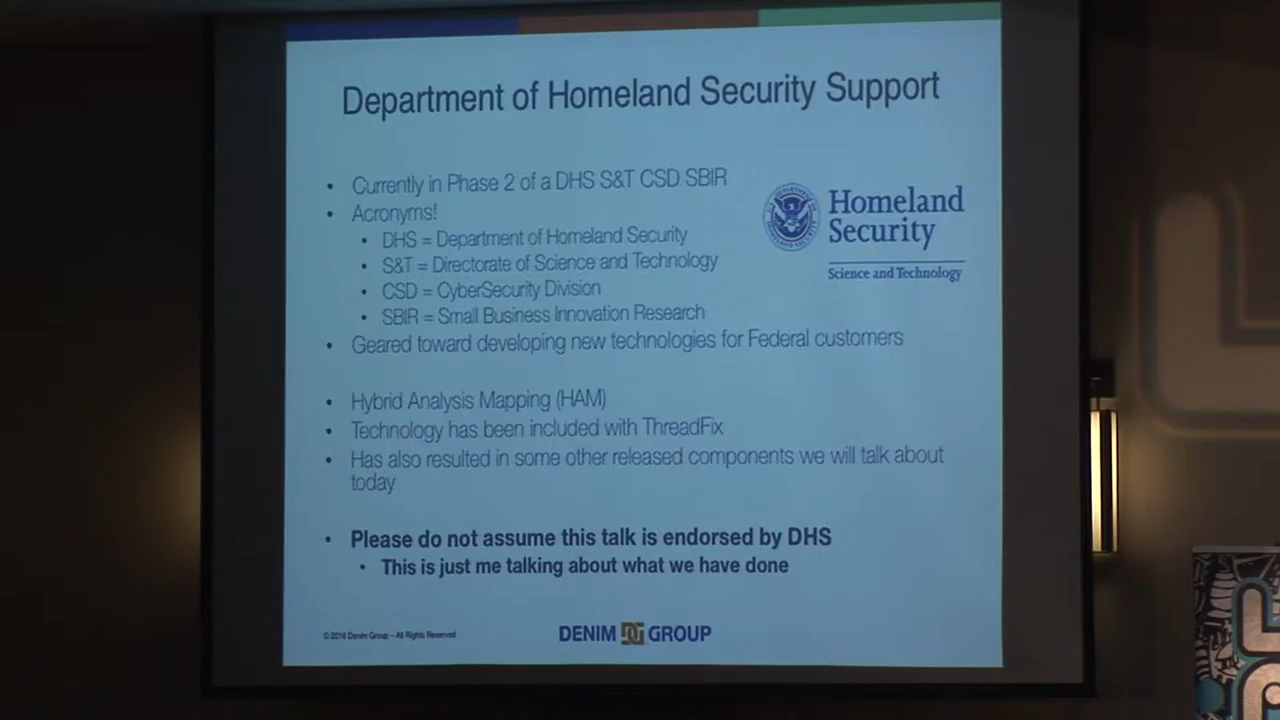 Department of Homeland Security Support
• Currently in Phase 2 of a DHS S&T CSD SBIR
• Acronyms!
• DHS = Department of Homeland Security
• S&T = Directorate of Science and Technology
• CSD = CyberSecurity Division
• SBIR = Small Business Innovation Research
• Geared toward developing new technologies for Federal customers
Homeland
Security
Science and Technology
• Hybrid Analysis Mapping (HAM)
• Technology has been included with ThreadFix
• Has also resulted in some other released components we will talk about
today
• Please do not assume this talk is endorsed by DHS
• This is just me talking about what we have done
© 2016 Denim Group – All Rights Reserved
DENIM DG GROUP